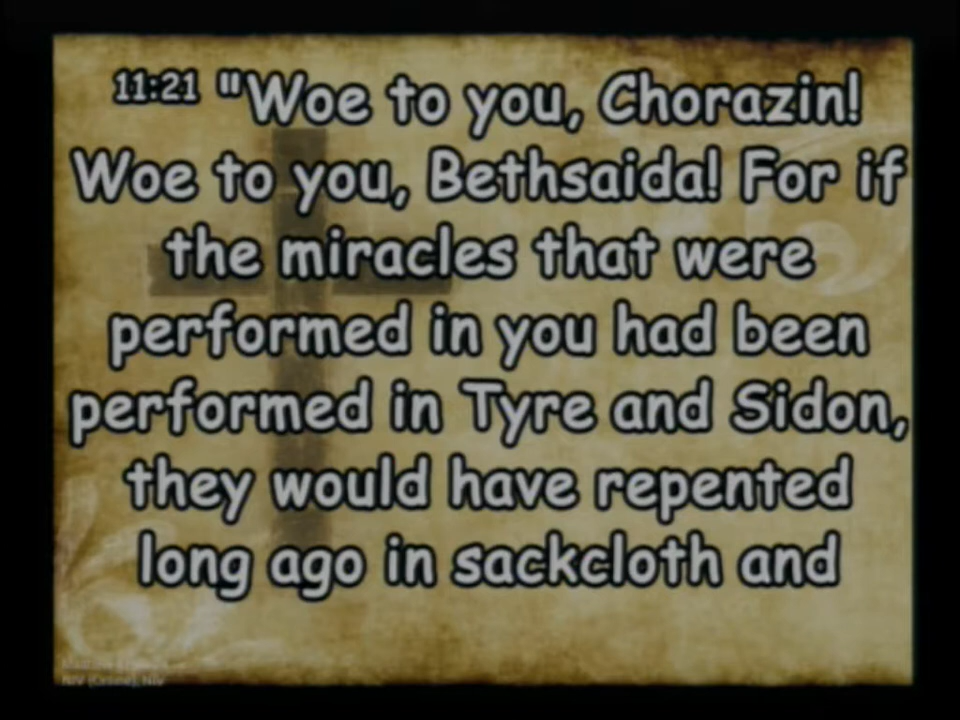 11:21 "Woe to you, Chorazin!
Woe to you, Bethsaida! For if
the miracles that were
performed in you had been
performed in Tyre and Sidon,
they would have repented
long ago in sackcloth and
NIV